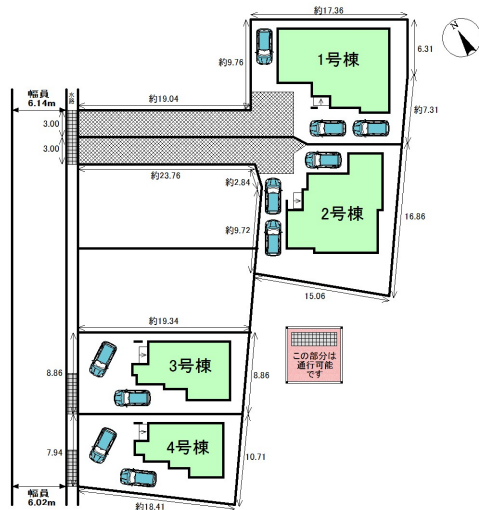 約17.36
6.31
約9.76
1号棟
幅員
6.14m
水路
約19.04
約7.31
3.00
3.00
約23.76
約2.84
2号棟
16.86
約9.72
15.06
約19.34
この部分は
通行可能
です
8.86
3号棟
8.86
7.94
4号棟
10.71
幅員
6.02m
約18.41
N